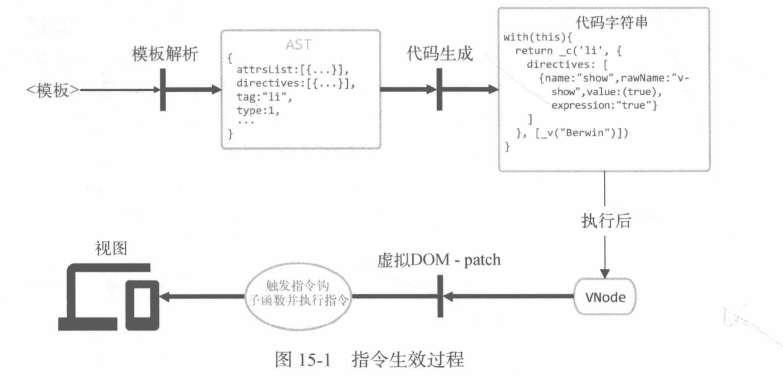 <模板>
模板解析
AST
{
attrsList:[{...}],
directives:[{...}],
tag:"li",
type:1,
...
}
代码生成
代码字符串
with(this){
return _c('li', {
directives: [
{name:"show",rawName:"v-
show",value:(true),
expression:"true"}
]
}, [_v("Berwin")])
}
执行后
VNode
虚拟DOM - patch
触发指令钩
子函数并执行指令
视图
图 15-1 指令生效过程